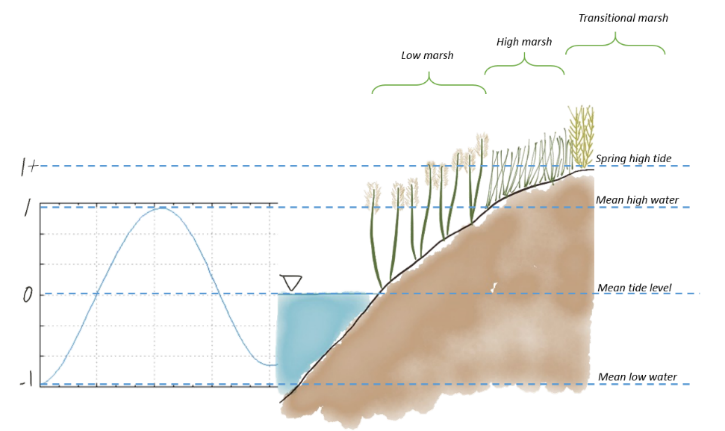 Transitional marsh
High marsh
Low marsh
1+
Spring high tide
1
Mean high water
0
Mean tide level
-1
Mean low water